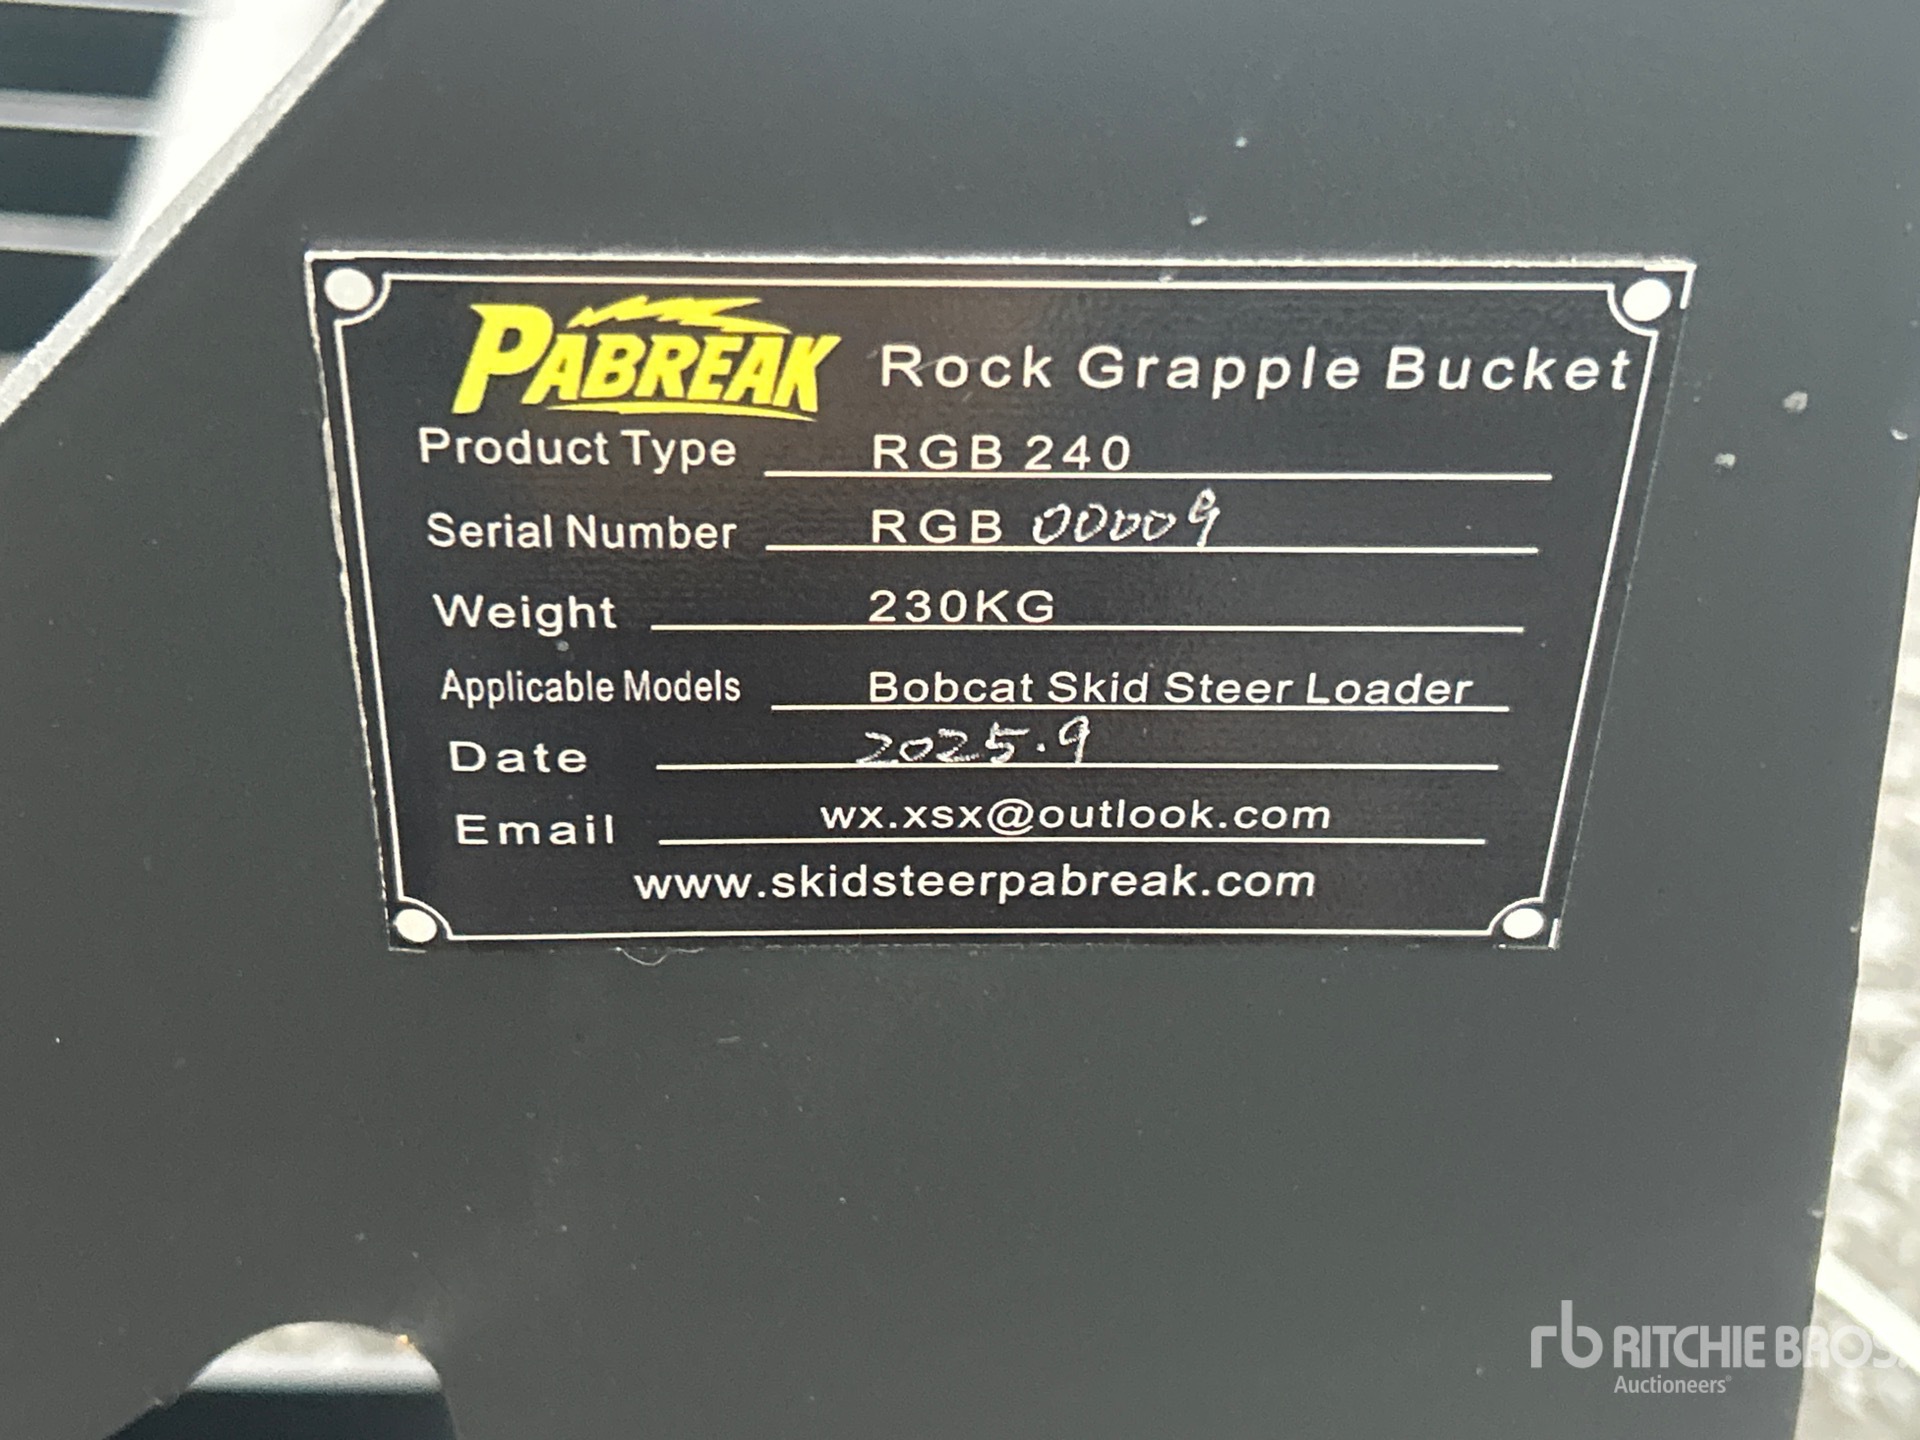 PABREAK Rock Grapple Bucket
Product Type RGB 240
Serial Number RGB 00009
Weight 230KG
Applicable Models Bobcat Skid Steer Loader
Date 2025.9
Email wx.xsx@outlook.com
www.skidsteerpabreak.com
rb RITCHIE BROS.
Auctioneers